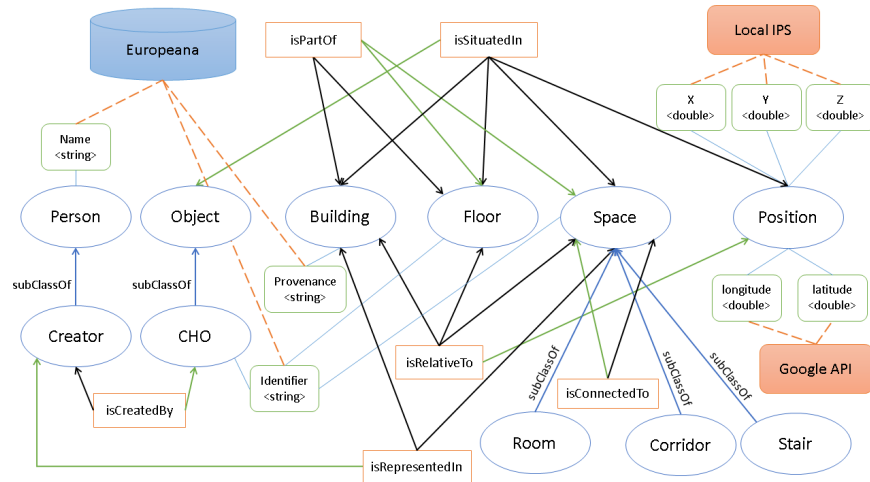 Europeana
isPartOf
isSituatedIn
Local IPS
X
<double>
Y
<double>
Z
<double>
Name
<string>
Person
Object
Building
Floor
Space
Position
subClassOf
subClassOf
Provenance
<string>
longitude
<double>
latitude
<double>
Creator
CHO
Identifier
<string>
isRelativeTo
subClassOf
subClassOf
subClassOf
Google API
isCreatedBy
isConnectedTo
isRepresentedIn
Room
Corridor
Stair